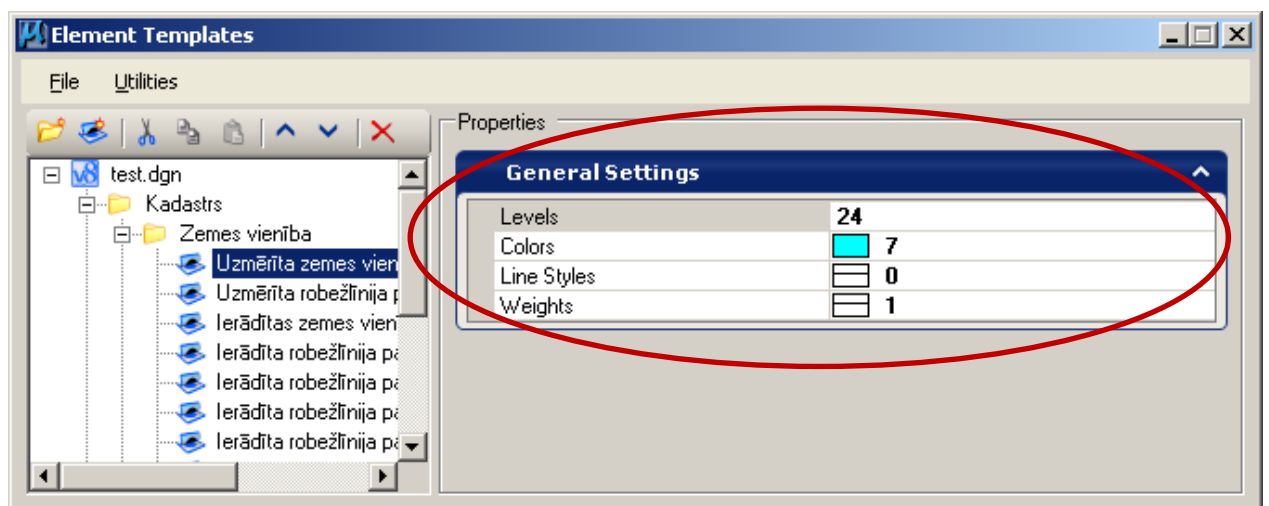 Element Templates
File Utilities
Properties
v8 test.dgn
Kadastrs
Zemes vienība
Uzmērīta zemes vien
Uzmērīta robežlīnija
Ierādītas zemes vien
Ierādīta robežlīnija pa
Ierādīta robežlīnija pa
Ierādīta robežlīnija pa
Ierādīta robežlīnija pa
General Settings
Levels 24
Colors 7
Line Styles 0
Weights 1